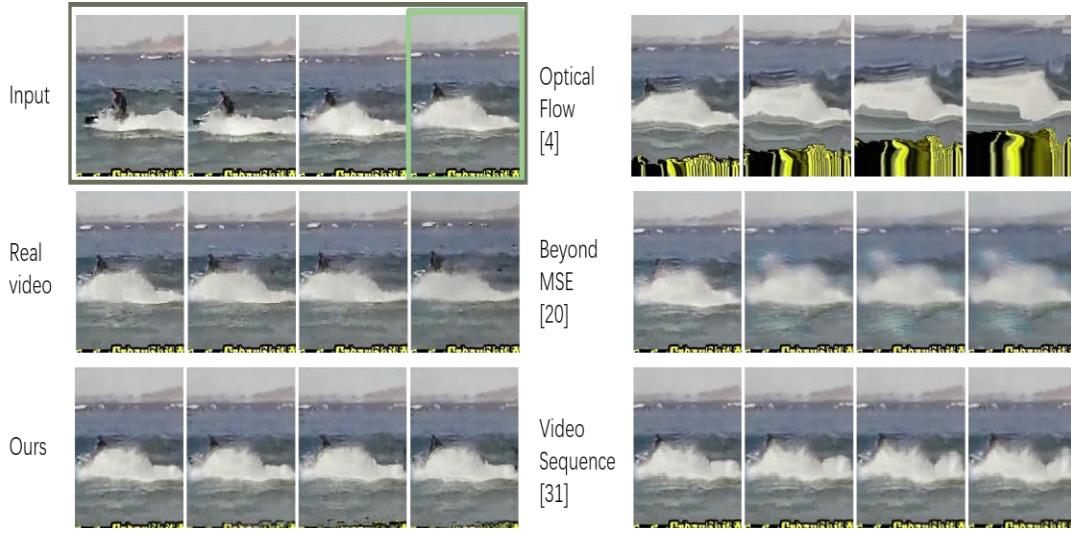 Input
Optical
Flow
[4]
Real
video
Beyond
MSE
[20]
Ours
Video
Sequence
[31]